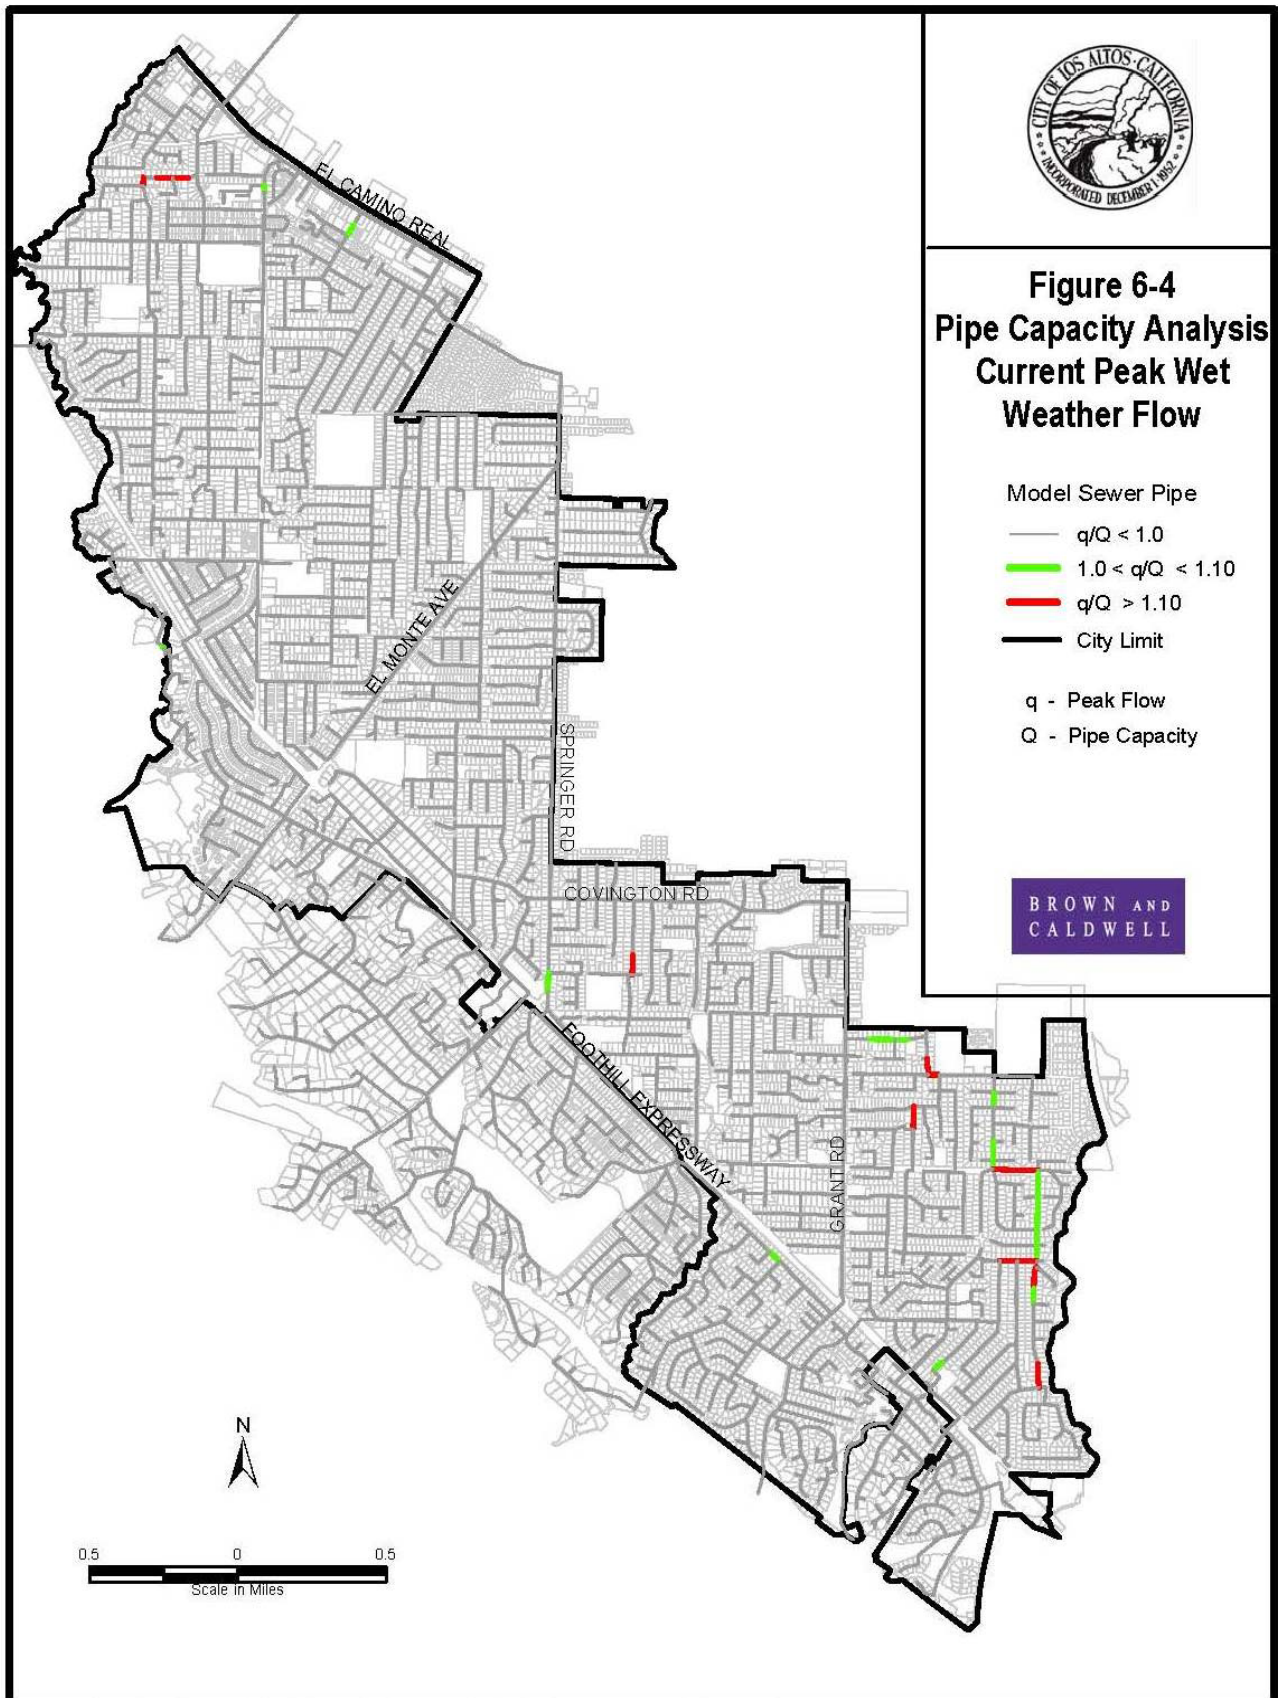 CITY OF LOS ALTOS · CALIFORNIA
INCORPORATED DECEMBER 1 · 1952
Figure 6-4
Pipe Capacity Analysis
Current Peak Wet
Weather Flow
Model Sewer Pipe
q/Q < 1.0
1.0 < q/Q < 1.10
q/Q > 1.10
City Limit
q - Peak Flow
Q - Pipe Capacity
BROWN AND
CALDWELL
EL CAMINO REAL
EL MONTE AVE
SPRINGER RD
COVINGTON RD
FOOTHILL EXPRESSWAY
GRANT RD
N
0.5 0 0.5
Scale in Miles